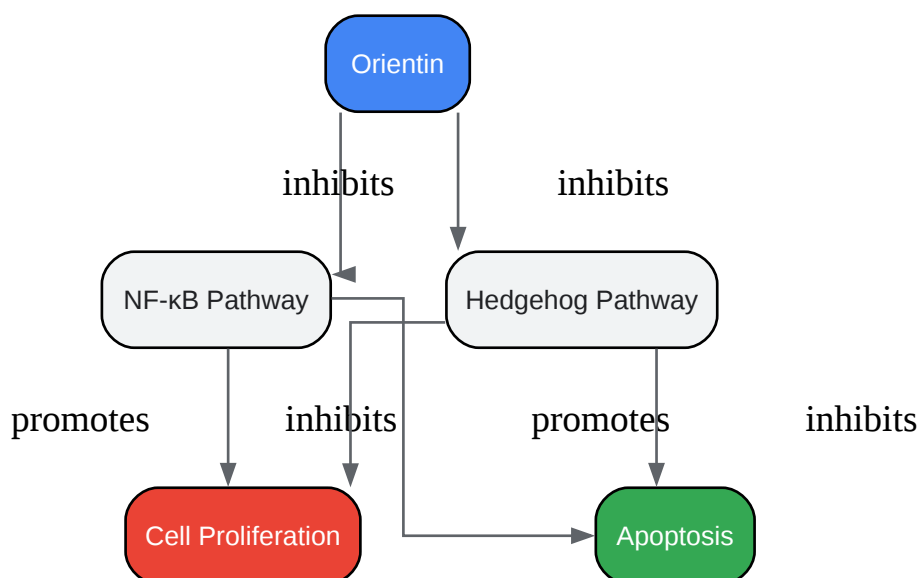 Orientin
inhibits inhibits
NF-κB Pathway Hedgehog Pathway
promotes inhibits promotes inhibits
Cell Proliferation Apoptosis